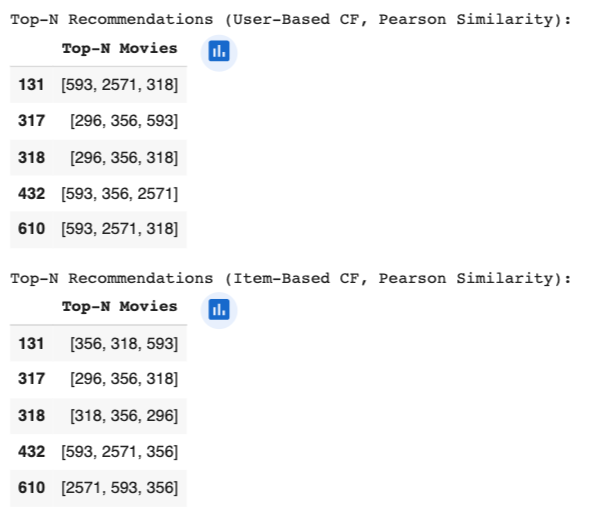 Top-N Recommendations (User-Based CF, Pearson Similarity):
Top-N Movies
131 [593, 2571, 318]
317 [296, 356, 593]
318 [296, 356, 318]
432 [593, 356, 2571]
610 [593, 2571, 318]
Top-N Recommendations (Item-Based CF, Pearson Similarity):
Top-N Movies
131 [356, 318, 593]
317 [296, 356, 318]
318 [318, 356, 296]
432 [593, 2571, 356]
610 [2571, 593, 356]